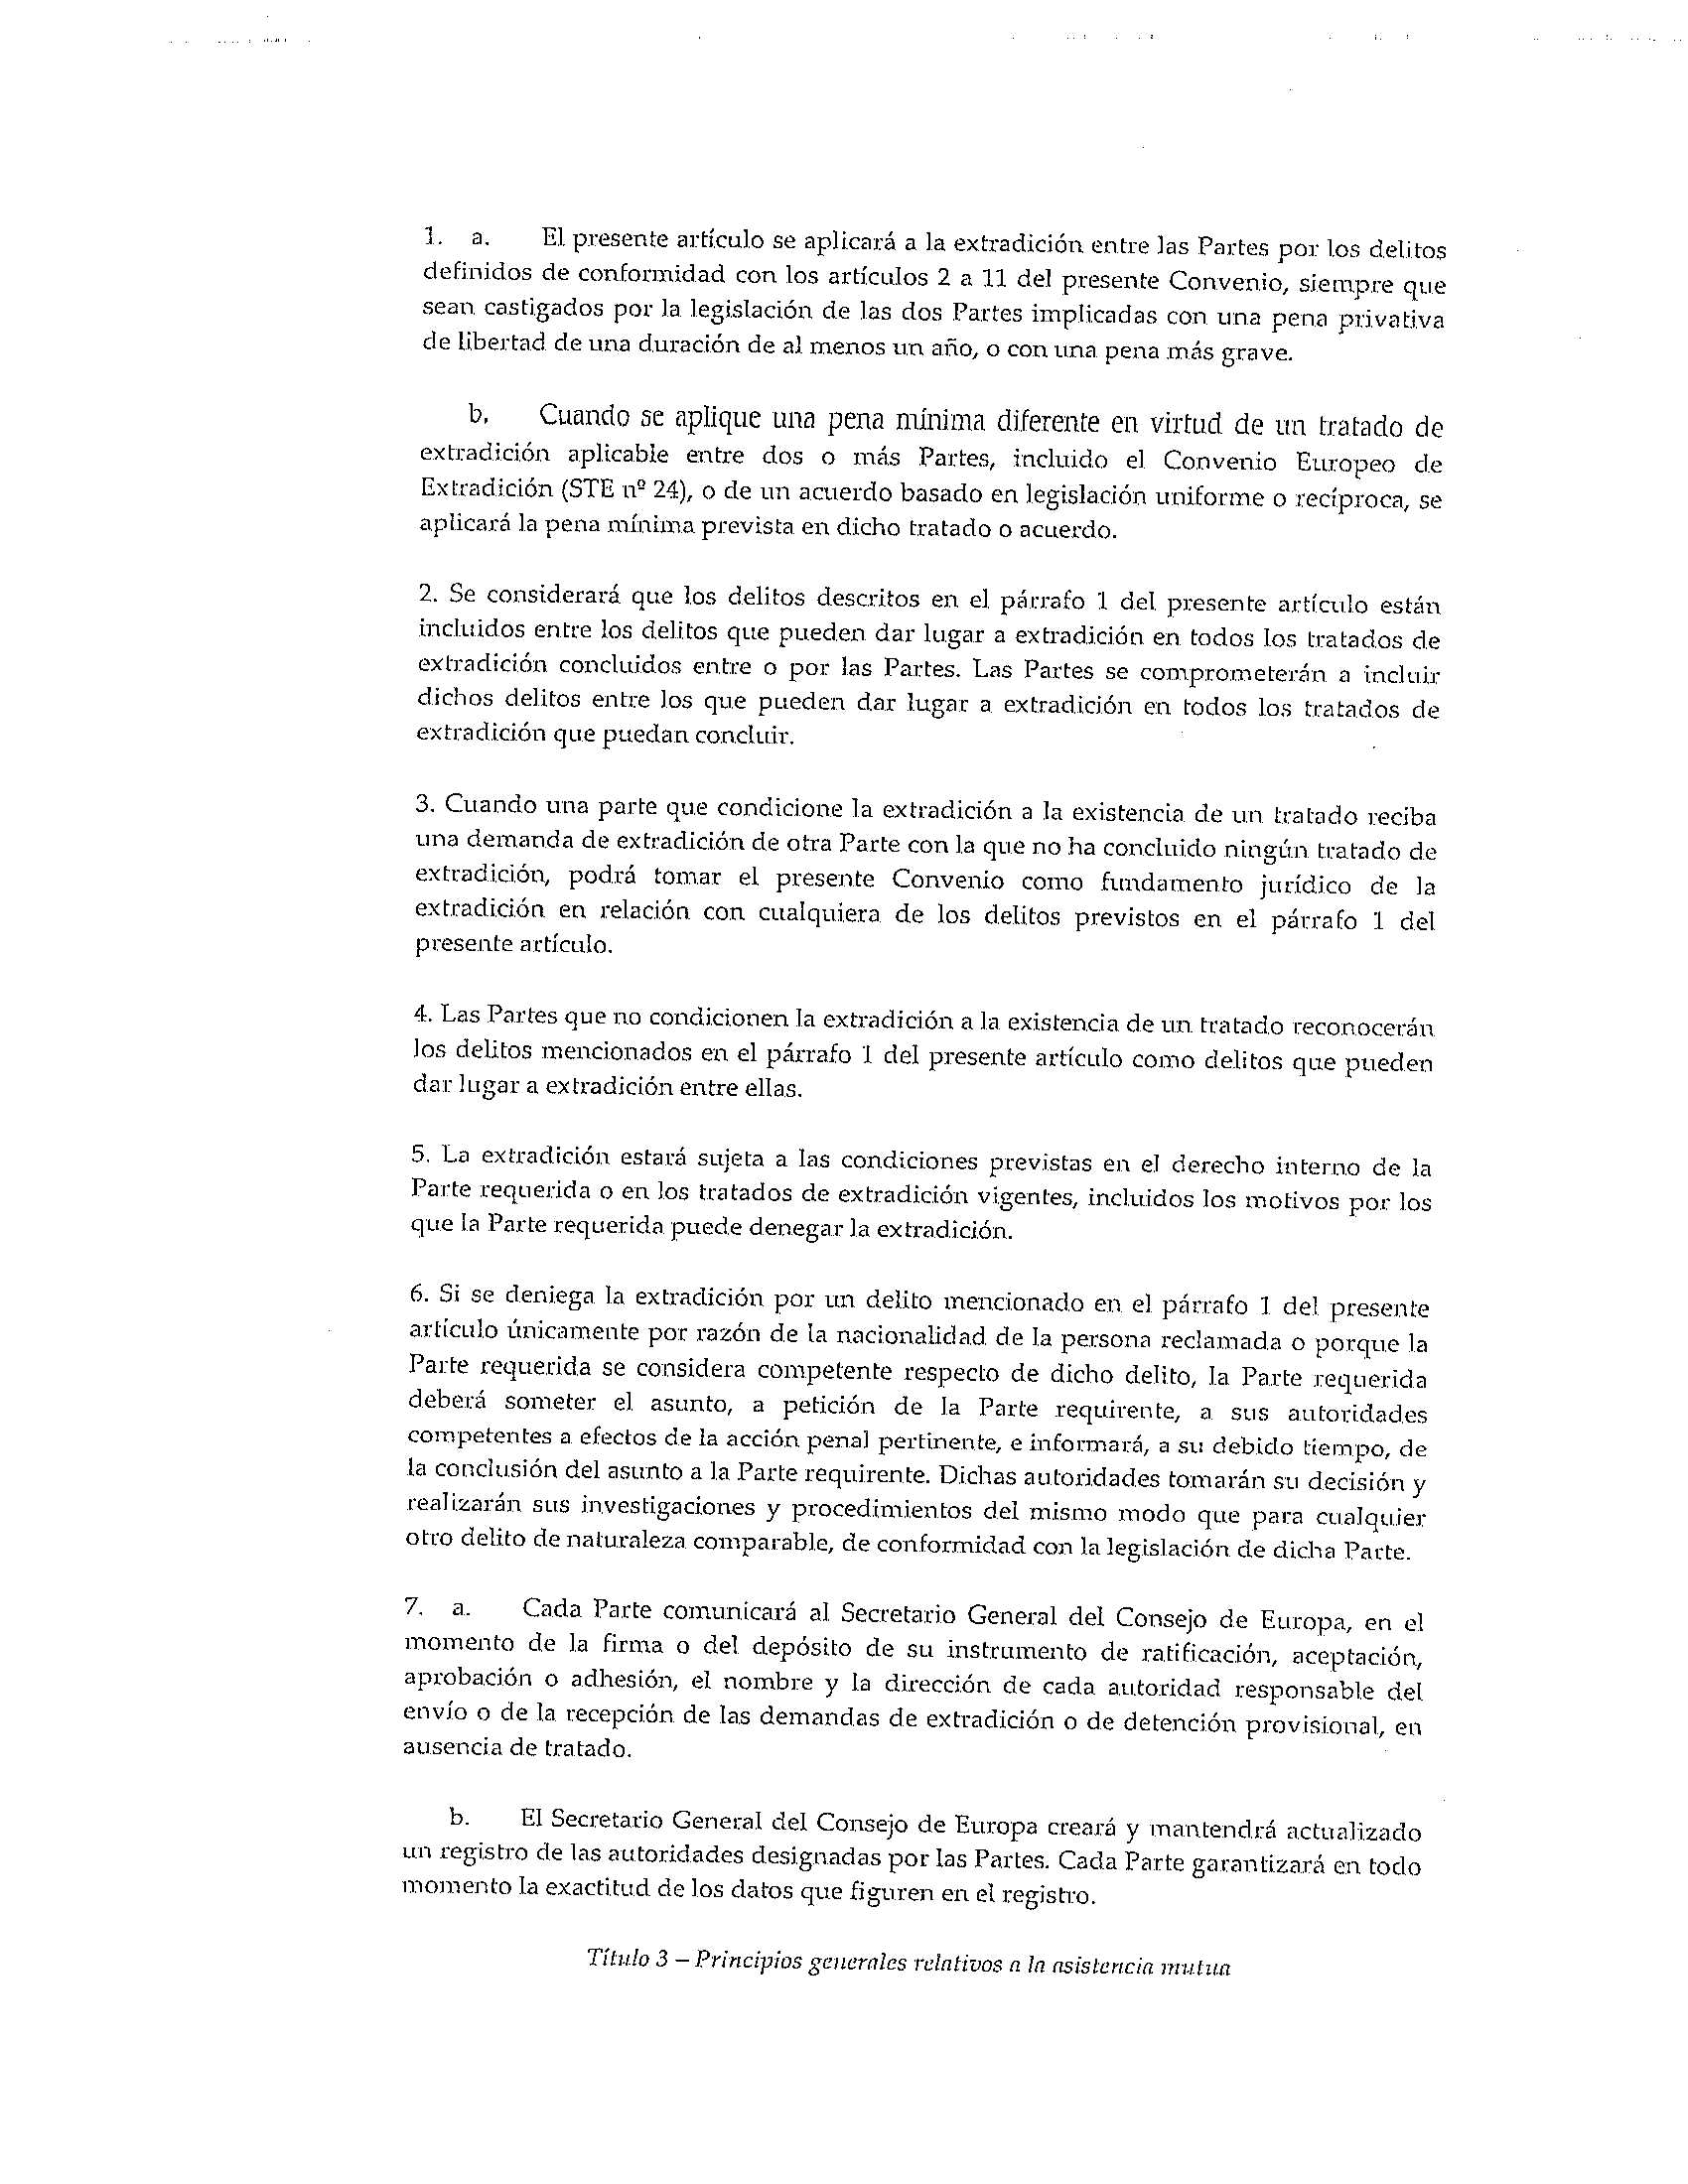 1. a. El presente artículo se aplicará a la extradición entre las Partes por los delitos
definidos de conformidad con los artículos 2 a 11 del presente Convenio, siempre que
sean castigados por la legislación de las dos Partes implicadas con una pena privativa
de libertad de una duración de al menos un año, o con una pena más grave.
b. Cuando se aplique una pena mínima diferente en virtud de un tratado de
extradición aplicable entre dos o más Partes, incluido el Convenio Europeo de
Extradición (STE nº 24), o de un acuerdo basado en legislación uniforme o recíproca, se
aplicará la pena mínima prevista en dicho tratado o acuerdo.
2. Se considerará que los delitos descritos en el párrafo 1 del presente artículo están
incluidos entre los delitos que pueden dar lugar a extradición en todos los tratados de
extradición concluidos entre o por las Partes. Las Partes se comprometerán a incluir
dichos delitos entre los que pueden dar lugar a extradición en todos los tratados de
extradición que puedan concluir.
3. Cuando una parte que condicione la extradición a la existencia de un tratado reciba
una demanda de extradición de otra Parte con la que no ha concluido ningún tratado de
extradición, podrá tomar el presente Convenio como fundamento jurídico de la
extradición en relación con cualquiera de los delitos previstos en el párrafo 1 del
presente artículo.
4. Las Partes que no condicionen la extradición a la existencia de un tratado reconocerán
los delitos mencionados en el párrafo 1 del presente artículo como delitos que pueden
dar lugar a extradición entre ellas.
5. La extradición estará sujeta a las condiciones previstas en el derecho interno de la
Parte requerida o en los tratados de extradición vigentes, incluidos los motivos por los
que la Parte requerida puede denegar la extradición.
6. Si se deniega la extradición por un delito mencionado en el párrafo 1 del presente
artículo únicamente por razón de la nacionalidad de la persona reclamada o porque la
Parte requerida se considera competente respecto de dicho delito, la Parte requerida
deberá someter el asunto, a petición de la Parte requirente, a sus autoridades
competentes a efectos de la acción penal pertinente, e informará, a su debido tiempo, de
la conclusión del asunto a la Parte requirente. Dichas autoridades tomarán su decisión y
realizarán sus investigaciones y procedimientos del mismo modo que para cualquier
otro delito de naturaleza comparable, de conformidad con la legislación de dicha Parte.
7. a. Cada Parte comunicará al Secretario General del Consejo de Europa, en el
momento de la firma o del depósito de su instrumento de ratificación, aceptación,
aprobación o adhesión, el nombre y la dirección de cada autoridad responsable del
envío o de la recepción de las demandas de extradición o de detención provisional, en
ausencia de tratado.
b. El Secretario General del Consejo de Europa creará y mantendrá actualizado
un registro de las autoridades designadas por las Partes. Cada Parte garantizará en todo
momento la exactitud de los datos que figuren en el registro.
Título 3 – Principios generales relativos a la asistencia mutua